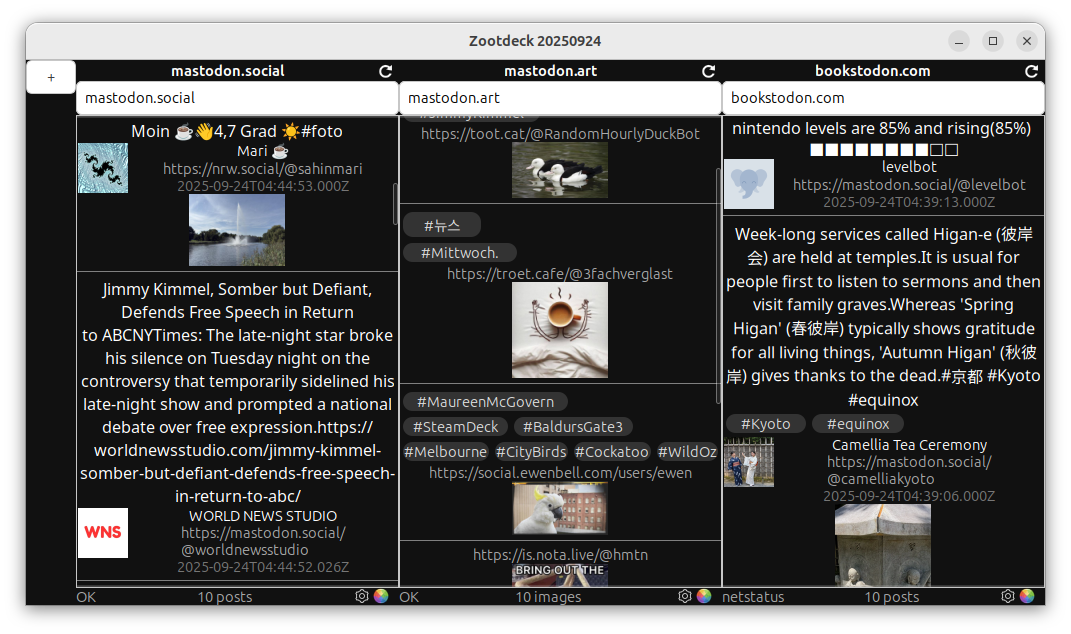 Zootdeck 20250924
+
mastodon.social
mastodon.social
Moin ☕👋4,7 Grad ☀️#foto
Mari ☕
https://nrw.social/@sahinmari
2025-09-24T04:44:53.000Z
Jimmy Kimmel, Somber but Defiant,
Defends Free Speech in Return
to ABCNYTimes: The late-night star broke
his silence on Tuesday night on the
controversy that temporarily sidelined his
late-night show and prompted a national
debate over free expression.https://
worldnewsstudio.com/jimmy-kimmel-
somber-but-defiant-defends-free-speech-
in-return-to-abc/
WNS
WORLD NEWS STUDIO
https://mastodon.social/
@worldnewsstudio
2025-09-24T04:44:52.026Z
OK 10 posts
mastodon.art
mastodon.art
#JimmyKimmel
https://toot.cat/@RandomHourlyDuckBot
#뉴스
#Mittwoch.
https://troet.cafe/@3fachverglast
#MaureenMcGovern
#SteamDeck #BaldursGate3
#Melbourne #CityBirds #Cockatoo #WildOz
https://social.ewenbell.com/users/ewen
https://is.nota.live/@hmtn
BRING OUT THE
OK 10 images
bookstodon.com
bookstodon.com
nintendo levels are 85% and rising(85%)
■■■■■■■■□□
levelbot
https://mastodon.social/@levelbot
2025-09-24T04:39:13.000Z
Week-long services called Higan-e (彼岸
会) are held at temples.It is usual for
people first to listen to sermons and then
visit family graves.Whereas 'Spring
Higan' (春彼岸) typically shows gratitude
for all living things, 'Autumn Higan' (秋彼
岸) gives thanks to the dead.#京都 #Kyoto
#equinox
#Kyoto #equinox
Camellia Tea Ceremony
https://mastodon.social/
@camelliakyoto
2025-09-24T04:39:06.000Z
netstatus 10 posts